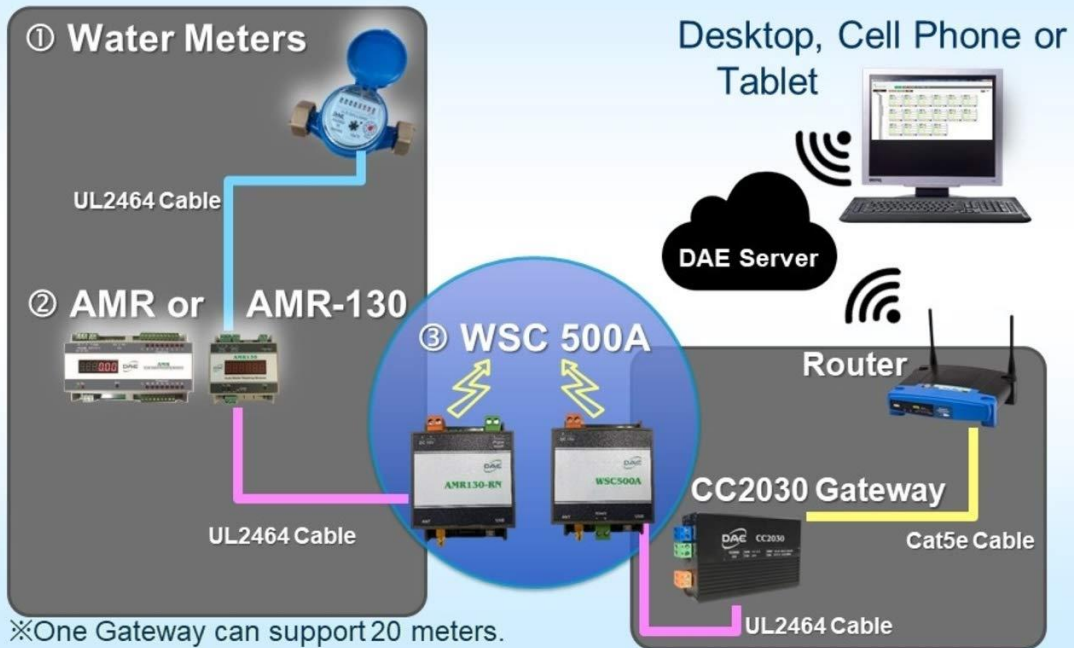 ① Water Meters
Desktop, Cell Phone or
Tablet
UL2464 Cable
DAE Server
② AMR or AMR-130
③ WSC 500A
Router
DAE
AMR130
DAE
AMR130-RN
DAE
WSC500A
CC2030 Gateway
DAE CC2030
UL2464 Cable
Cat5e Cable
UL2464 Cable
※One Gateway can support 20 meters.